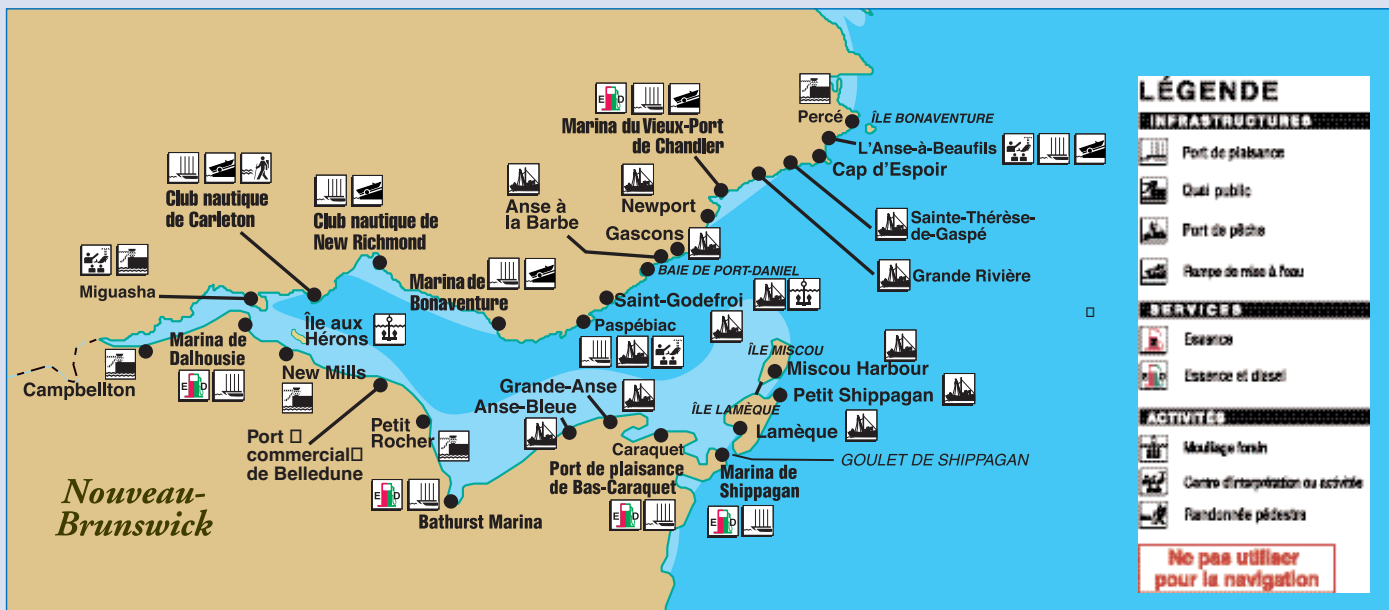 Percé
ÎLE BONAVENTURE
L'Anse-à-Beaufils
Cap d'Espoir
Marina du Vieux-Port
de Chandler
Club nautique
de Carleton
Club nautique de
New Richmond
Anse à
la Barbe
Newport
Gascons
Sainte-Thérèse-
de-Gaspé
Grande Rivière
BAIE DE PORT-DANIEL
Miguasha
Marina de
Bonaventure
Saint-Godefroi
Paspébiac
Île aux
Hérons
Marina de
Dalhousie
E D
New Mills
Campbellton
Port
commercial
de Belledune
Petit
Rocher
Grande-Anse
Anse-Bleue
ÎLE MISCOU
Miscou Harbour
Petit Shippagan
ÎLE LAMÈQUE
Lamèque
Caraquet
Port de plaisance
de Bas-Caraquet
E D
Marina de
Shippagan
E D
GOULET DE SHIPPAGAN
E D
Bathurst Marina
Nouveau-
Brunswick
E D
LÉGENDE
INFRASTRUCTURES
Port de plaisance
Quai public
Port de pêche
Rampe de mise à l'eau
SERVICES
Essence
Essence et diesel
ACTIVITÉS
Mouillage forain
Centre d'interprétation ou activité
Randonnée pédestre
Ne pas utiliser
pour la navigation